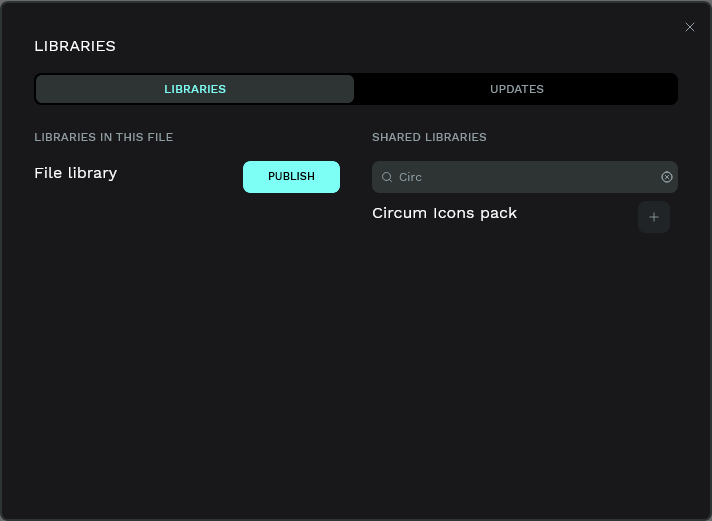 LIBRARIES
LIBRARIES
UPDATES
LIBRARIES IN THIS FILE
File library
PUBLISH
SHARED LIBRARIES
Circ
Circum Icons pack